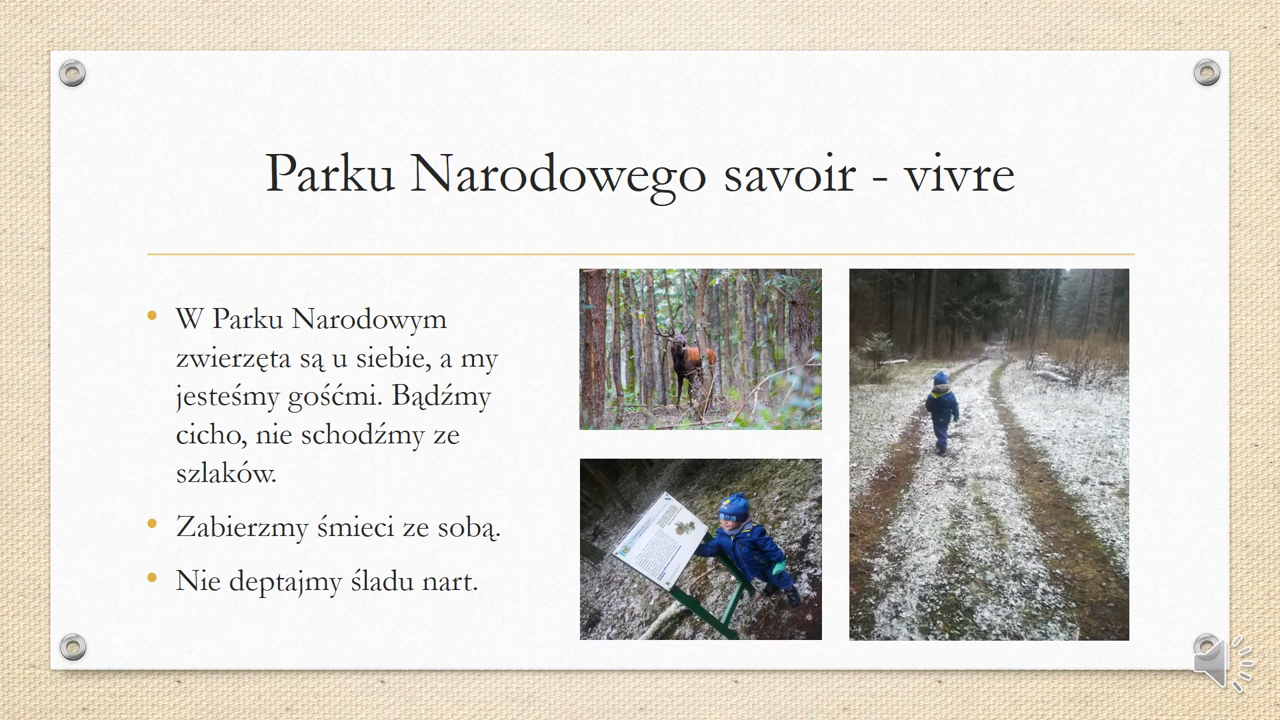 Parku Narodowego savoir - vivre
• W Parku Narodowym
zwierzęta są u siebie, a my
jesteśmy gośćmi. Bądźmy
cicho, nie schodźmy ze
szlaków.
• Zabierzmy śmieci ze sobą.
• Nie deptajmy śladu nart.